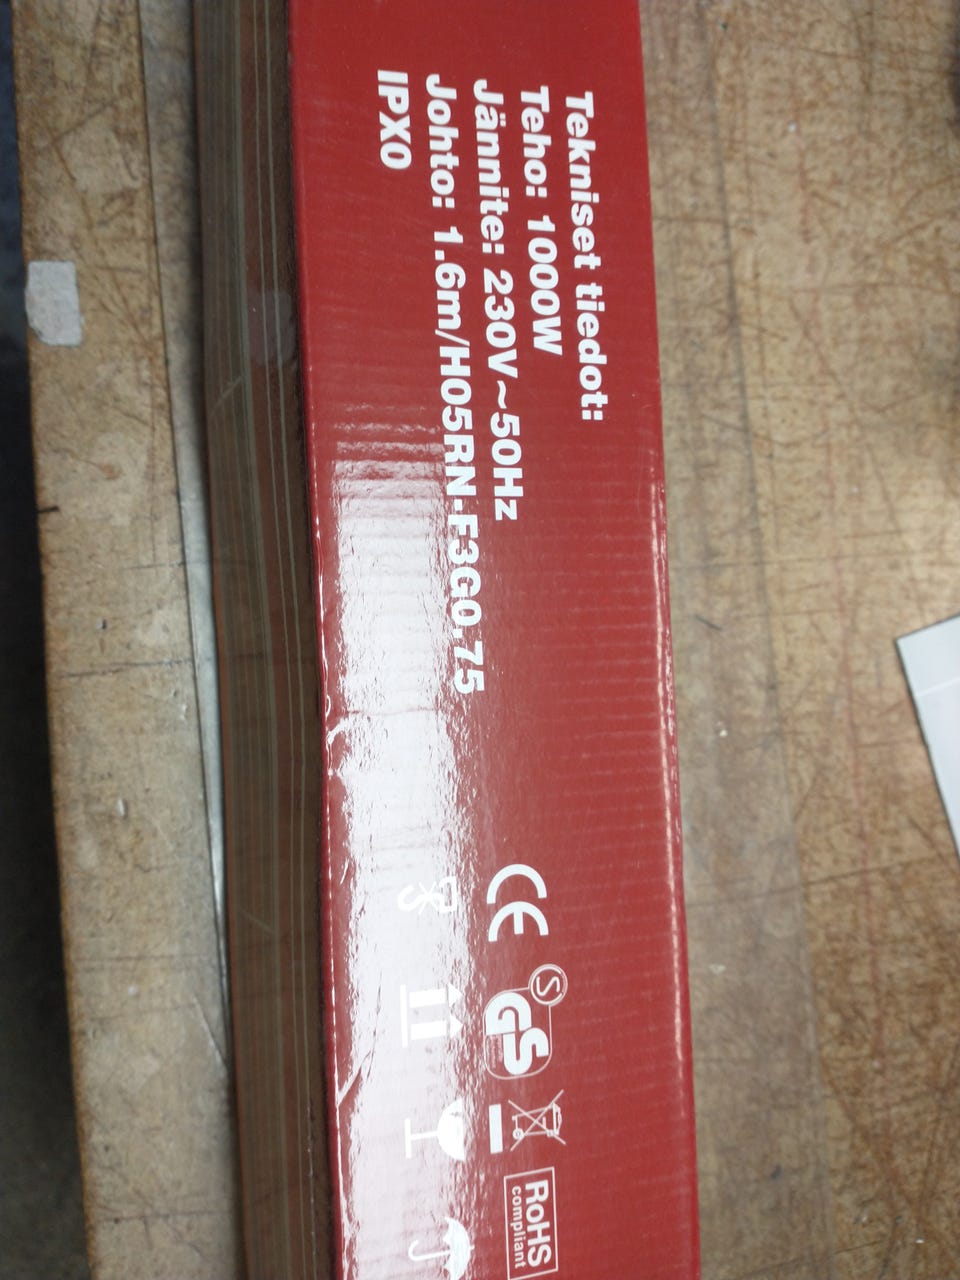 Tekniset tiedot:
Teho: 1000W
Jännite: 230V~50Hz
Johto: 1.6m/H05RN-F3G0.75
IPX0
CE
S
GS
RoHS
compliant